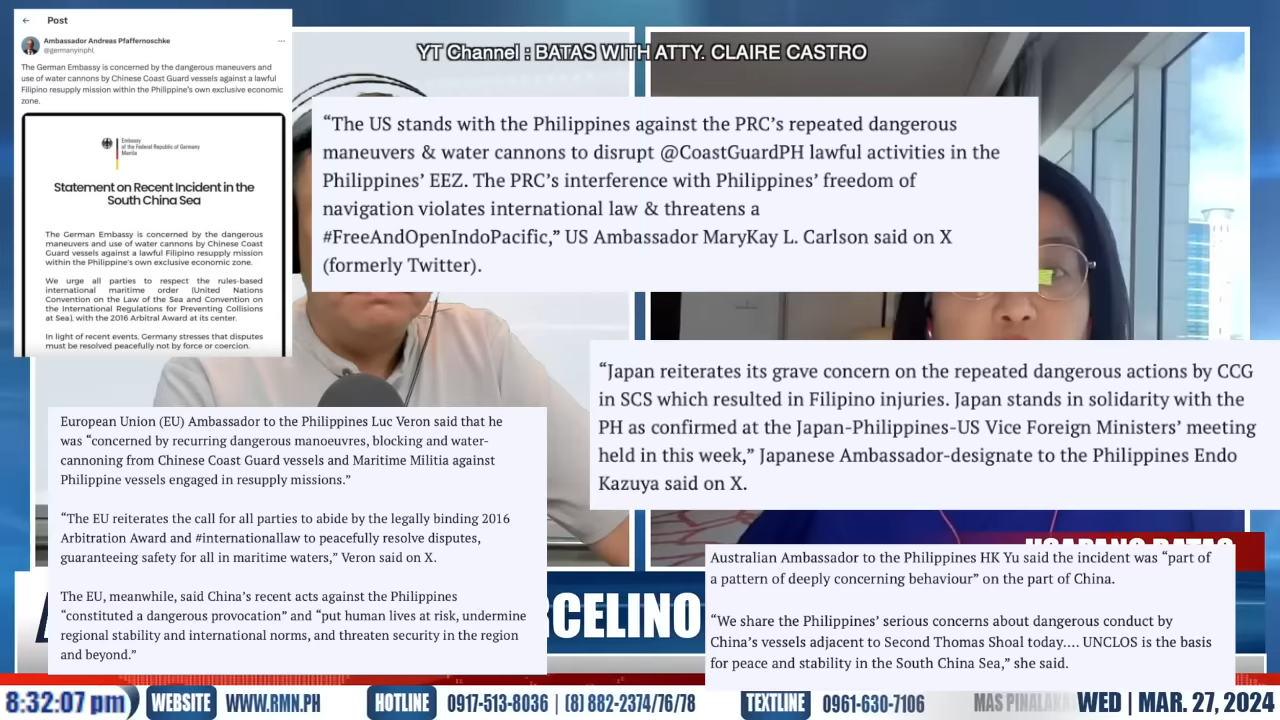 Post
Ambassador Andreas Pfaffernoschke
@germanyinphl
The German Embassy is concerned by the dangerous maneuvers and
use of water cannons by Chinese Coast Guard vessels against a lawful
Filipino resupply mission within the Philippine's own exclusive economic
zone.
Embassy
of the Federal Republic of Germany
Manila
Statement on Recent Incident in the
South China Sea
The German Embassy is concerned by the dangerous
maneuvers and use of water cannons by Chinese Coast
Guard vessels against a lawful Filipino resupply mission
within the Philippine's own exclusive economic zone.
We urge all parties to respect the rules-based
international maritime order (United Nations
Convention on the Law of the Sea and Convention on
the International Regulations for Preventing Collisions
at Sea), with the 2016 Arbitral Award at its center.
In light of recent events, Germany stresses that disputes
must be resolved peacefully not by force or coercion.
YT Channel : BATAS WITH ATTY. CLAIRE CASTRO
“The US stands with the Philippines against the PRC’s repeated dangerous
maneuvers & water cannons to disrupt @CoastGuardPH lawful activities in the
Philippines’ EEZ. The PRC’s interference with Philippines’ freedom of
navigation violates international law & threatens a
#FreeAndOpenIndoPacific,” US Ambassador MaryKay L. Carlson said on X
(formerly Twitter).
“Japan reiterates its grave concern on the repeated dangerous actions by CCG
in SCS which resulted in Filipino injuries. Japan stands in solidarity with the
PH as confirmed at the Japan-Philippines-US Vice Foreign Ministers’ meeting
held in this week,” Japanese Ambassador-designate to the Philippines Endo
Kazuya said on X.
European Union (EU) Ambassador to the Philippines Luc Veron said that he
was “concerned by recurring dangerous manoeuvres, blocking and water-
cannoning from Chinese Coast Guard vessels and Maritime Militia against
Philippine vessels engaged in resupply missions.”
“The EU reiterates the call for all parties to abide by the legally binding 2016
Arbitration Award and #internationallaw to peacefully resolve disputes,
guaranteeing safety for all in maritime waters,” Veron said on X.
The EU, meanwhile, said China’s recent acts against the Philippines
“constituted a dangerous provocation” and “put human lives at risk, undermine
regional stability and international norms, and threaten security in the region
and beyond.”
Australian Ambassador to the Philippines HK Yu said the incident was “part of
a pattern of deeply concerning behaviour” on the part of China.
“We share the Philippines’ serious concerns about dangerous conduct by
China’s vessels adjacent to Second Thomas Shoal today…. UNCLOS is the basis
for peace and stability in the South China Sea,” she said.
RCELINO
8:32:07 pm WEBSITE WWW.RMN.PH HOTLINE 0917-513-8036 | (8) 882-2374/76/78 TEXTLINE 0961-630-7106 MAS WED | MAR. 27, 2024